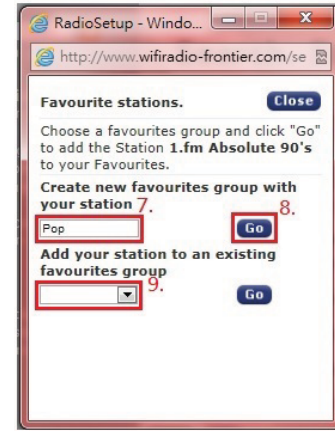 RadioSetup - Windo...
http://www.wifiradio-frontier.com/se
Favourite stations. Close
Choose a favourites group and click "Go"
to add the Station 1.fm Absolute 90's
to your Favourites.
Create new favourites group with
your station 7. 8.
Pop Go
Add your station to an existing
favourites group
9. Go